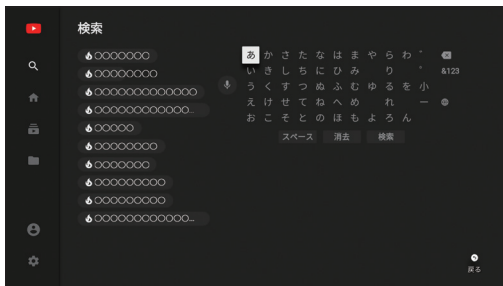 検索
○○○○○○○
○○○○○○○○
○○○○○○○○○○○○○
○○○○○○○○○○○○...
○○○○○
○○○○○○○○
○○○○○○○
○○○○○○○○○
○○○○○○○○○
○○○○○○○○○○○○...
あ か さ た な は ま や ら わ ゛
い き し ち に ひ み り ゜ &123
う く す つ ぬ ふ む ゆ る を 小
え け せ て ね へ め れ ー
お こ そ と の ほ も よ ろ ん
スペース 消去 検索
戻る